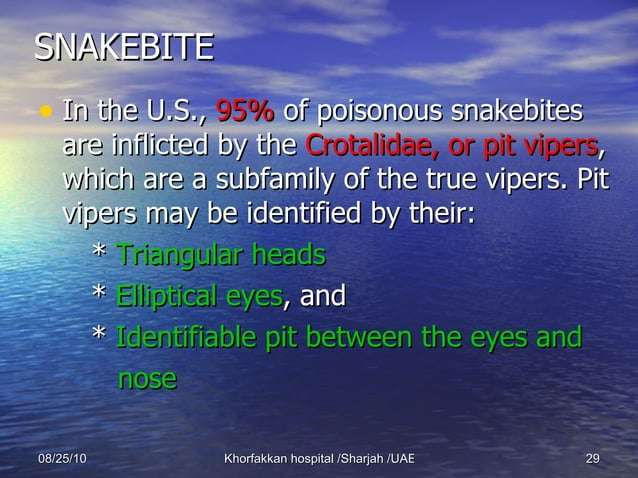 SNAKEBITE
• In the U.S., 95% of poisonous snakebites
are inflicted by the Crotalidae, or pit vipers,
which are a subfamily of the true vipers. Pit
vipers may be identified by their:
* Triangular heads
* Elliptical eyes, and
* Identifiable pit between the eyes and
nose
08/25/10 Khorfakkan hospital /Sharjah /UAE 29